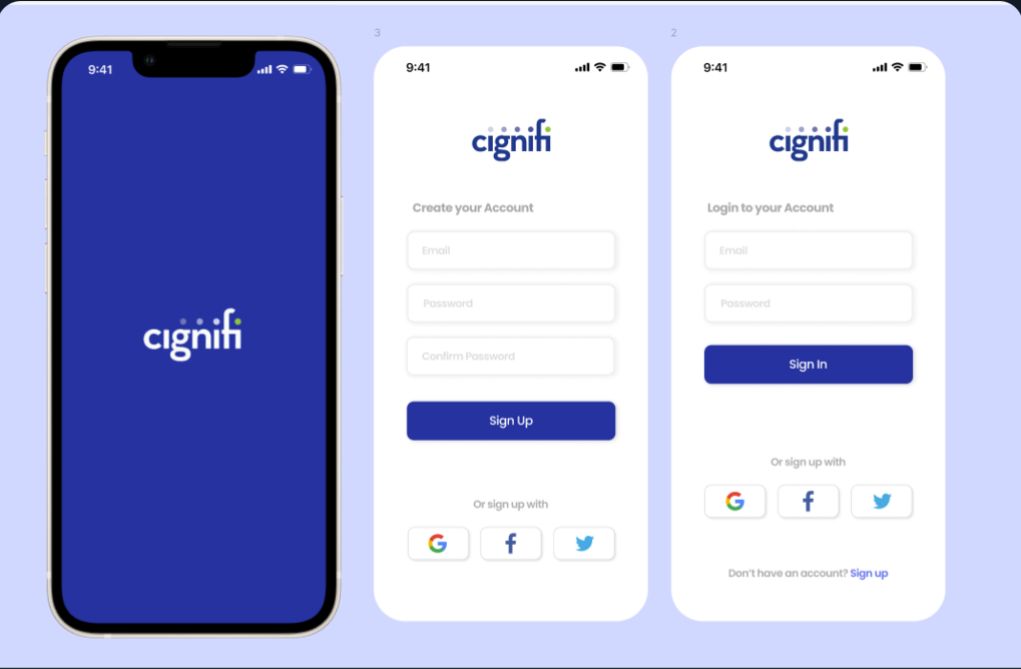 9:41
cignifi
3
9:41
cignifi
Create your Account
Email
Password
Confirm Password
Sign Up
Or sign up with
2
9:41
cignifi
Login to your Account
Email
Password
Sign In
Or sign up with
Don't have an account? Sign up